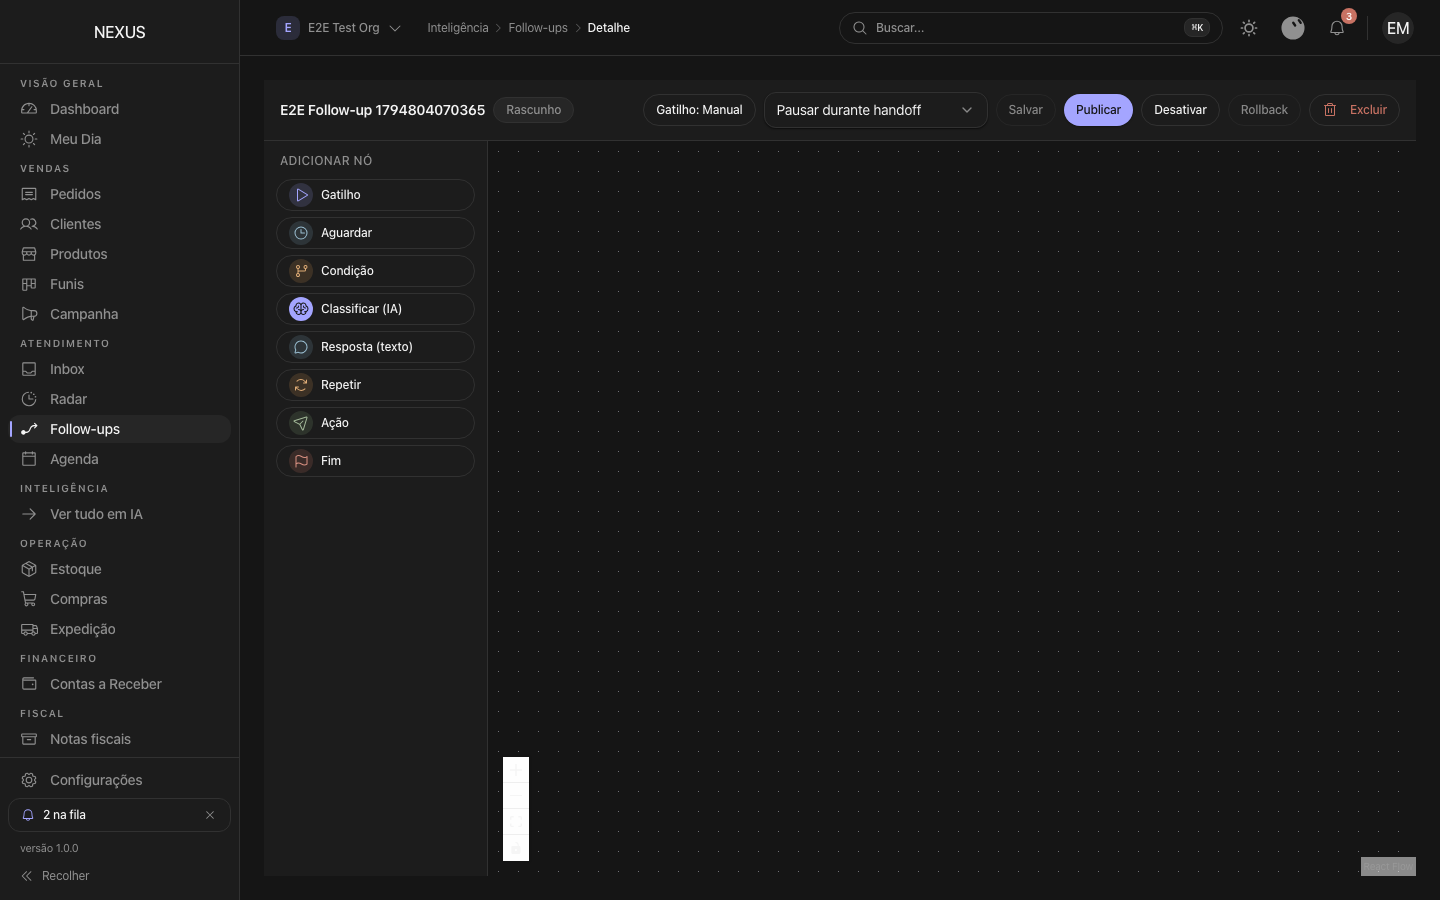 NEXUS
E
E2E Test Org
Inteligência
Follow-ups
Detalhe
Buscar...
⌘K
3
EM
VISÃO GERAL
Dashboard
Meu Dia
VENDAS
Pedidos
Clientes
Produtos
Funis
Campanha
ATENDIMENTO
Inbox
Radar
Follow-ups
Agenda
INTELIGÊNCIA
Ver tudo em IA
OPERAÇÃO
Estoque
Compras
Expedição
FINANCEIRO
Contas a Receber
FISCAL
Notas fiscais
Configurações
2 na fila
versão 1.0.0
Recolher
E2E Follow-up 1794804070365
Rascunho
Gatilho: Manual
Pausar durante handoff
Salvar
Publicar
Desativar
Rollback
Excluir
ADICIONAR NÓ
Gatilho
Aguardar
Condição
Classificar (IA)
Resposta (texto)
Repetir
Ação
Fim
React Flow